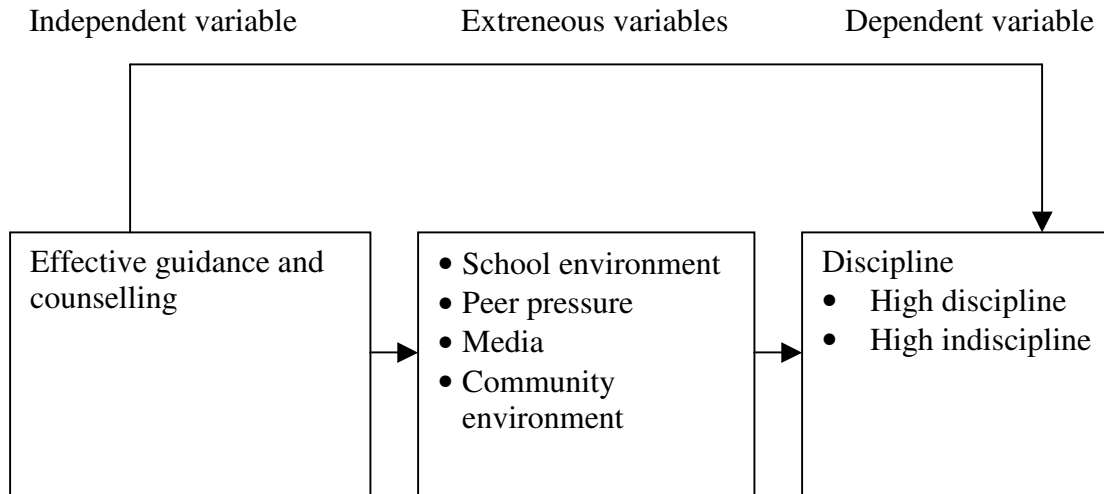 Independent variable
Extreneous variables
Dependent variable
Effective guidance and
counselling
• School environment
• Peer pressure
• Media
• Community
environment
Discipline
• High discipline
• High indiscipline